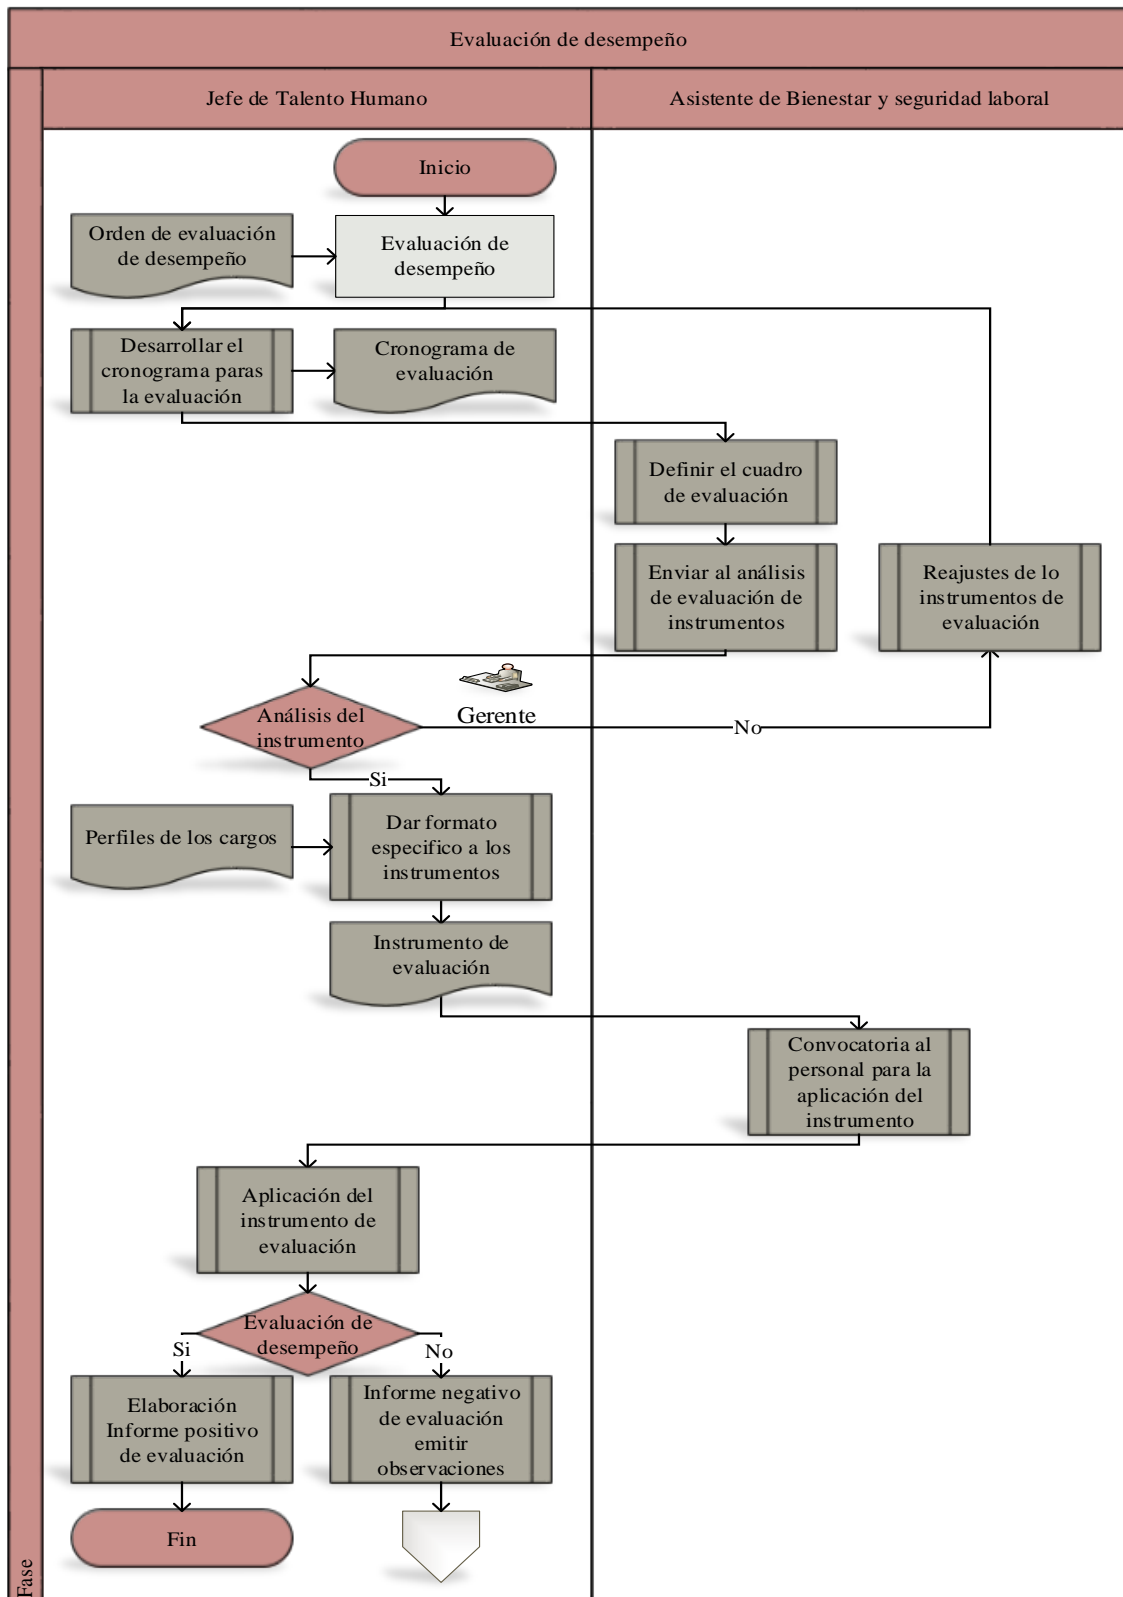 Evaluación de desempeño
Jefe de Talento Humano
Asistente de Bienestar y seguridad laboral
Inicio
Orden de evaluación
de desempeño
Evaluación de
desempeño
Desarrollar el
cronograma paras
la evaluación
Cronograma de
evaluación
Definir el cuadro
de evaluación
Enviar al análisis
de evaluación de
instrumentos
Reajustes de lo
instrumentos de
evaluación
Análisis del
instrumento
Gerente
No
Si
Perfiles de los cargos
Dar formato
especifico a los
instrumentos
Instrumento de
evaluación
Convocatoria al
personal para la
aplicación del
instrumento
Aplicación del
instrumento de
evaluación
Evaluación de
desempeño
Si
No
Elaboración
Informe positivo
de evaluación
Informe negativo
de evaluación
emitir
observaciones
Fin
Fase